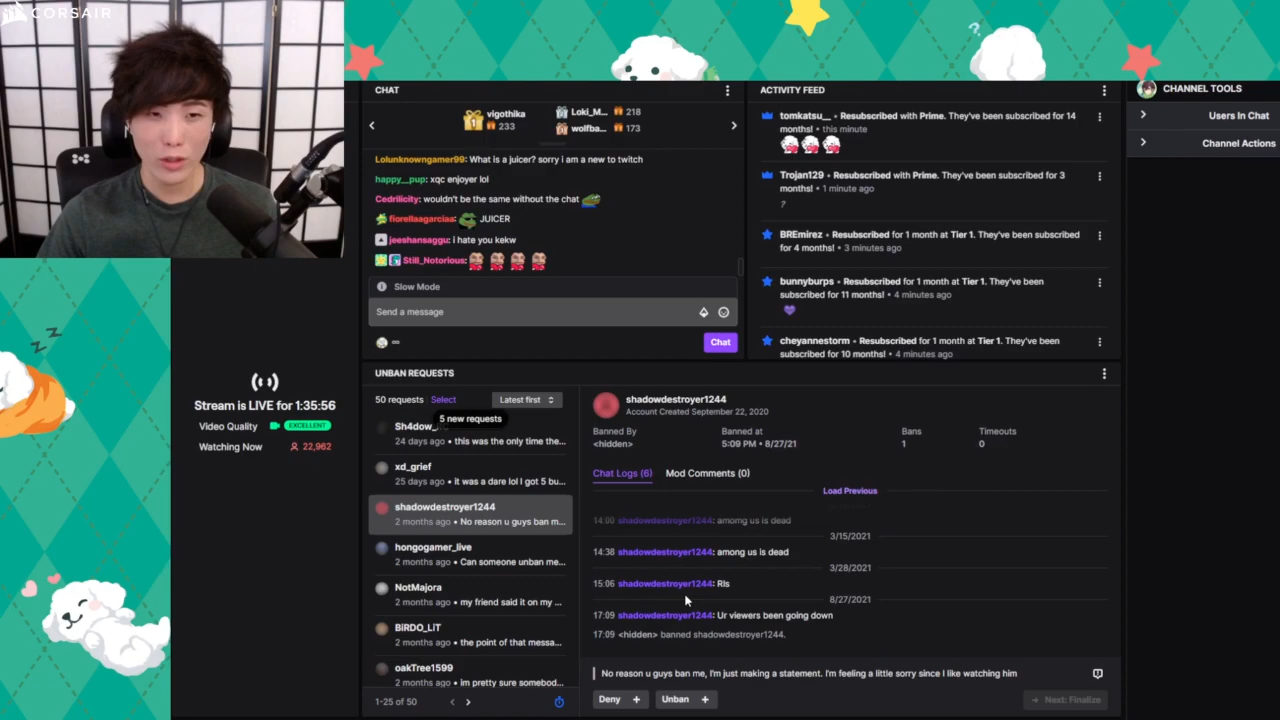 CORSAIR
CHAT
vigothika
233
Loki_M... 218
wolfba... 173
Lolunknowngamer99: What is a juicer? sorry i am a new to twitch
happy__pup: xqc enjoyer lol
Cedrilicity: wouldn't be the same without the chat
fiorellaagarciaa: JUICER
jeeshansaggu: i hate you kekw
Still_Notorious:
Slow Mode
Send a message
Chat
ACTIVITY FEED
tomkatsu__ • Resubscribed with Prime. They've been subscribed for 14
months! • this minute
Trojan129 • Resubscribed with Prime. They've been subscribed for 3
months! • 1 minute ago
?
BREmirez • Resubscribed for 1 month at Tier 1. They've been subscribed
for 4 months! • 3 minutes ago
bunnyburps • Resubscribed for 1 month at Tier 1. They've been
subscribed for 11 months! • 4 minutes ago
cheyannestorm • Resubscribed for 1 month at Tier 1. They've been
subscribed for 10 months! • 4 minutes ago
CHANNEL TOOLS
Users In Chat
Channel Actions
zzz
?
Stream is LIVE for 1:35:56
Video Quality EXCELLENT
Watching Now 22,962
UNBAN REQUESTS
50 requests Select Latest first
5 new requests
Sh4dow_
24 days ago • this was the only time the...
xd_grief
25 days ago • it was a dare lol I got 5 bu...
shadowdestroyer1244
2 months ago • No reason u guys ban m...
hongogamer_live
2 months ago • Can someone unban me...
NotMajora
2 months ago • my friend said it on my ...
BiRDO_LiT
2 months ago • the point of that messa...
oakTree1599
2 months ago • im pretty sure somebod...
1-25 of 50
shadowdestroyer1244
Account Created September 22, 2020
Banned By Banned at Bans Timeouts
<hidden> 5:09 PM • 8/27/21 1 0
Chat Logs (6) Mod Comments (0)
Load Previous
14:00 shadowdestroyer1244: amomg us is dead
3/15/2021
14:38 shadowdestroyer1244: among us is dead
3/28/2021
15:06 shadowdestroyer1244: Rls
8/27/2021
17:09 shadowdestroyer1244: Ur viewers been going down
17:09 <hidden> banned shadowdestroyer1244.
No reason u guys ban me, I'm just making a statement. I'm feeling a little sorry since I like watching him
Deny + Unban + Next: Finalize